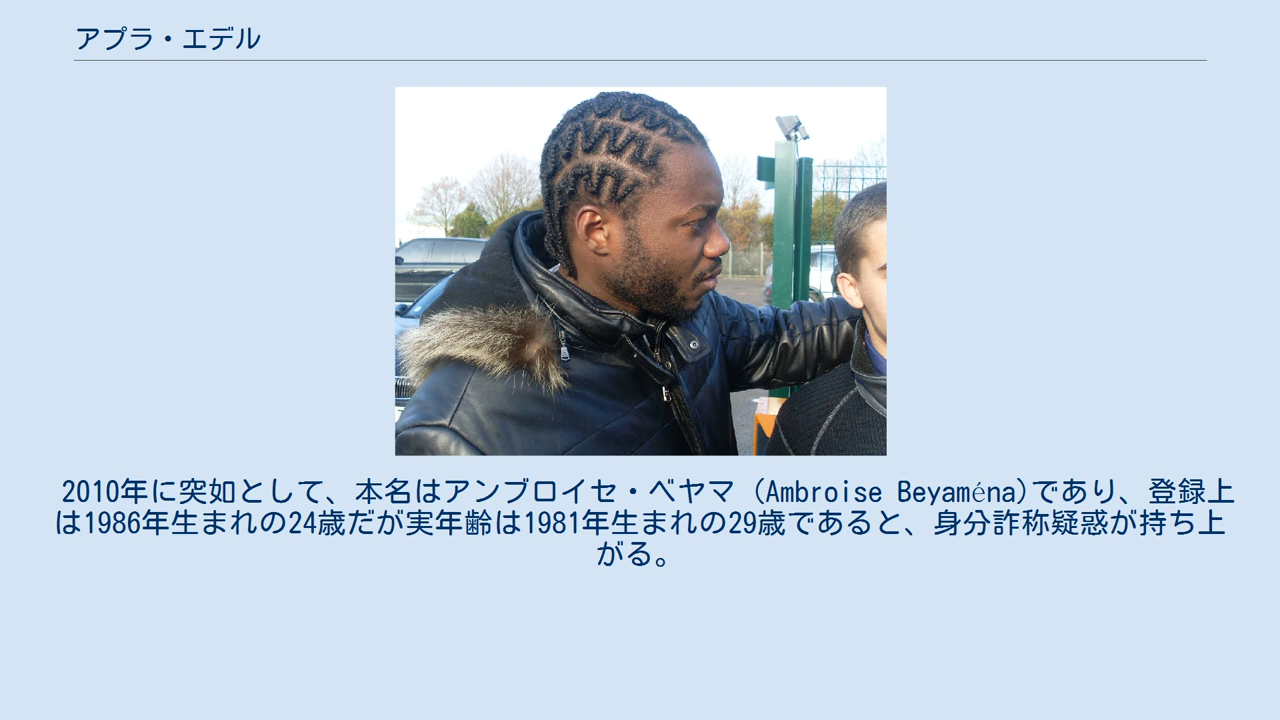 アプラ・エデル
2010年に突如として、本名はアンブロイセ・ベヤマ (Ambroise Beyaména)であり、登録上
は1986年生まれの24歳だが実年齢は1981年生まれの29歳であると、身分詐称疑惑が持ち上
がる。